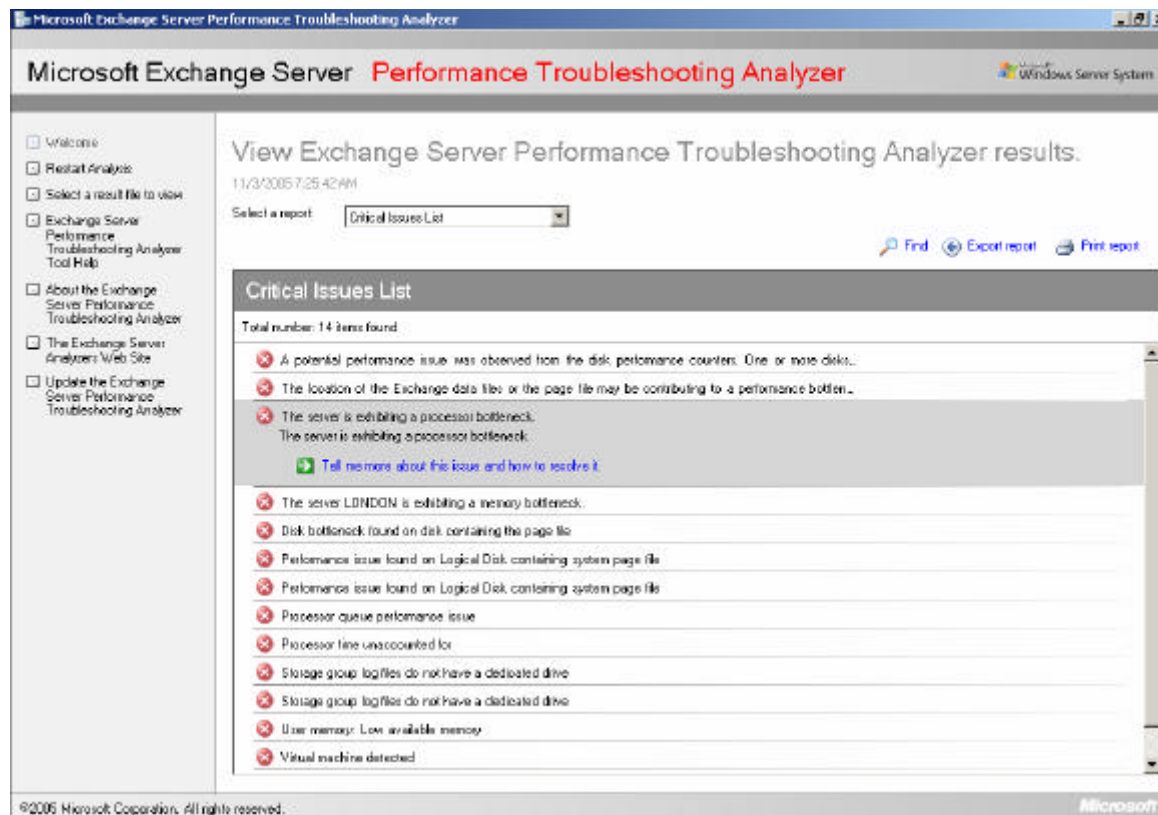 Microsoft Exchange Server Performance Troubleshooting Analyzer
Microsoft Exchange Server Performance Troubleshooting Analyzer
Windows Server System
Welcome
Restart Analysis
Select a result file to view
Exchange Server
Performance
Troubleshooting Analyzer
Tool Help
About the Exchange
Server Performance
Troubleshooting Analyzer
The Exchange Server
Analyzers Web Site
Update the Exchange
Server Performance
Troubleshooting Analyzer
View Exchange Server Performance Troubleshooting Analyzer results.
11/3/2005 7:25:42 AM
Select a report: Critical Issues List
Find Export report Print report
Critical Issues List
Total number: 14 items found
A potential performance issue was observed from the disk performance counters. One or more disks...
The location of the Exchange data files or the page file may be contributing to a performance bottlen...
The server is exhibiting a processor bottleneck.
The server is exhibiting a processor bottleneck.
Tell me more about this issue and how to resolve it.
The server LONDON is exhibiting a memory bottleneck.
Disk bottleneck found on disk containing the page file
Performance issue found on Logical Disk containing system page file
Performance issue found on Logical Disk containing system page file
Processor queue performance issue
Processor time unaccounted for
Storage group log files do not have a dedicated drive
Storage group log files do not have a dedicated drive
User memory: Low available memory
Virtual machine detected
©2005 Microsoft Corporation. All rights reserved.
Microsoft